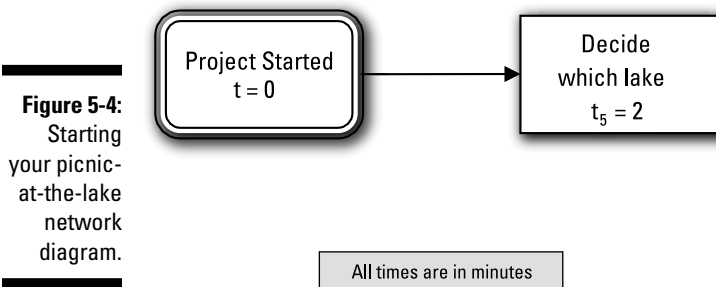 Project Started
t = 0
Decide
which lake
t₅ = 2
Figure 5-4:
Starting
your picnic-
at-the-lake
network
diagram.
All times are in minutes